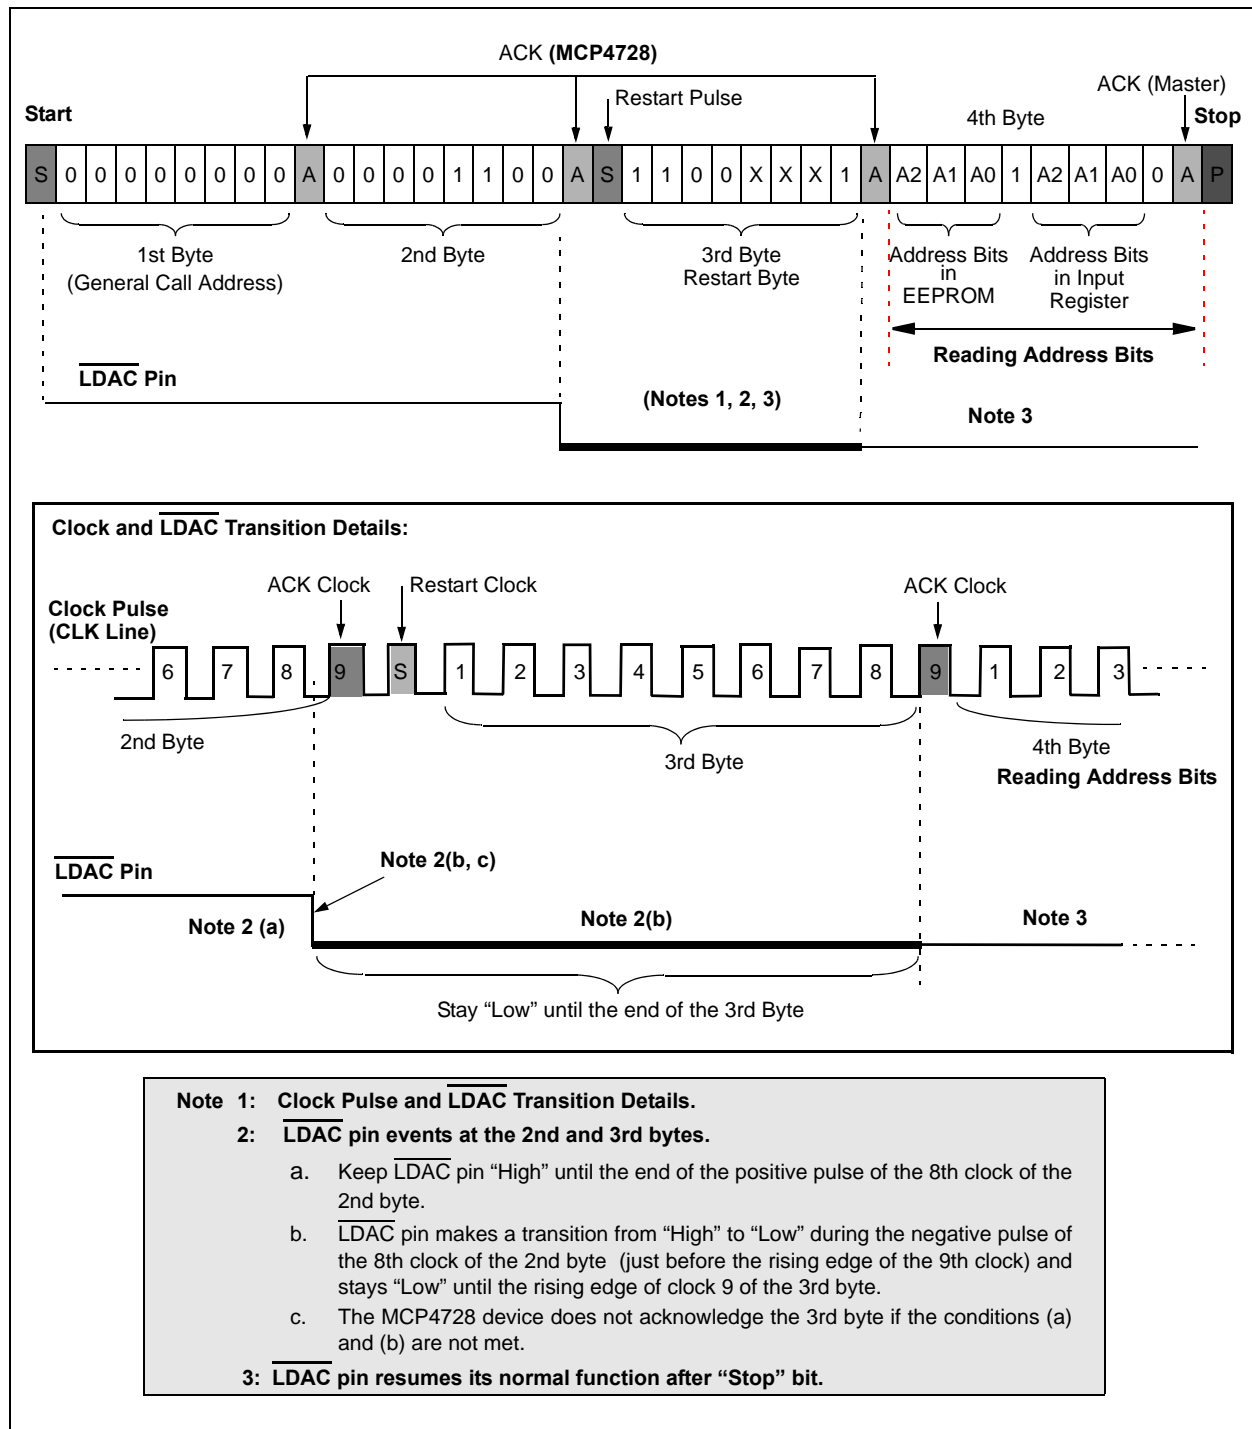 ACK (MCP4728)
Restart Pulse
ACK (Master)
Start
4th Byte
Stop
S 0 0 0 0 0 0 0 0 A 0 0 0 0 1 1 0 0 A S 1 1 0 0 X X X 1 A A2 A1 A0 1 A2 A1 A0 0 A P
1st Byte
(General Call Address)
2nd Byte
3rd Byte
Restart Byte
Address Bits
in
EEPROM
Address Bits
in Input
Register
Reading Address Bits
LDAC Pin
(Notes 1, 2, 3)
Note 3
Clock and LDAC Transition Details:
ACK Clock
Restart Clock
ACK Clock
Clock Pulse
(CLK Line)
6 7 8 9 S 1 2 3 4 5 6 7 8 9 1 2 3
2nd Byte
3rd Byte
4th Byte
Reading Address Bits
LDAC Pin
Note 2(b, c)
Note 2 (a)
Note 2(b)
Note 3
Stay “Low” until the end of the 3rd Byte
Note 1: Clock Pulse and LDAC Transition Details.
2: LDAC pin events at the 2nd and 3rd bytes.
a. Keep LDAC pin “High” until the end of the positive pulse of the 8th clock of the
2nd byte.
b. LDAC pin makes a transition from “High” to “Low” during the negative pulse of
the 8th clock of the 2nd byte (just before the rising edge of the 9th clock) and
stays “Low” until the rising edge of clock 9 of the 3rd byte.
c. The MCP4728 device does not acknowledge the 3rd byte if the conditions (a)
and (b) are not met.
3: LDAC pin resumes its normal function after “Stop” bit.